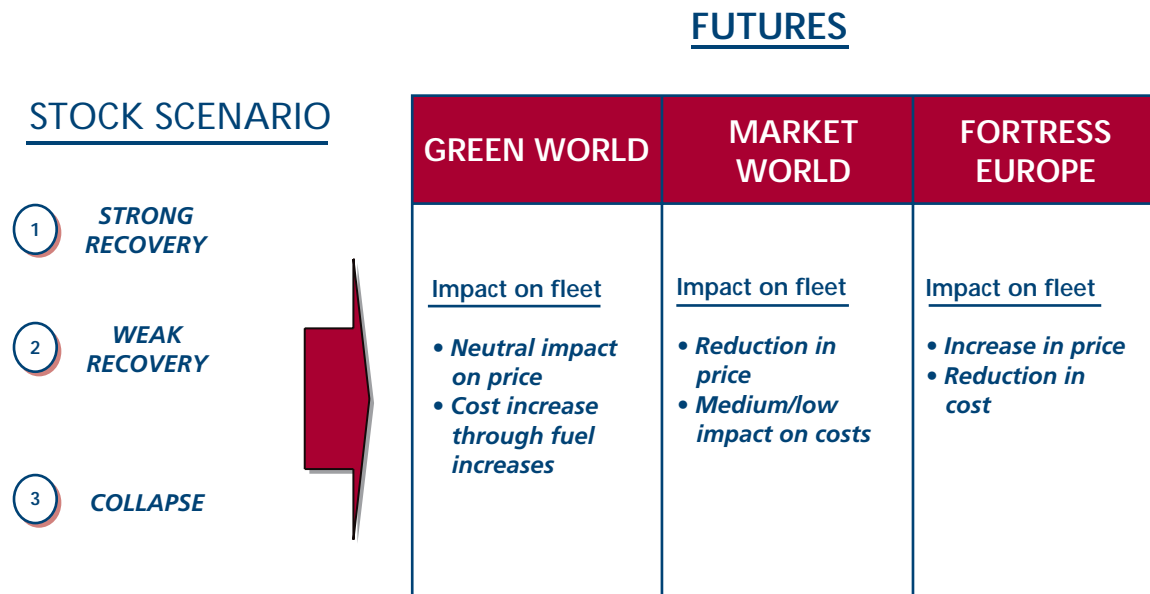 FUTURES
STOCK SCENARIO
1
STRONG
RECOVERY
2
WEAK
RECOVERY
3
COLLAPSE
GREEN WORLD
MARKET
WORLD
FORTRESS
EUROPE
Impact on fleet
• Neutral impact
on price
• Cost increase
through fuel
increases
Impact on fleet
• Reduction in
price
• Medium/low
impact on costs
Impact on fleet
• Increase in price
• Reduction in
cost